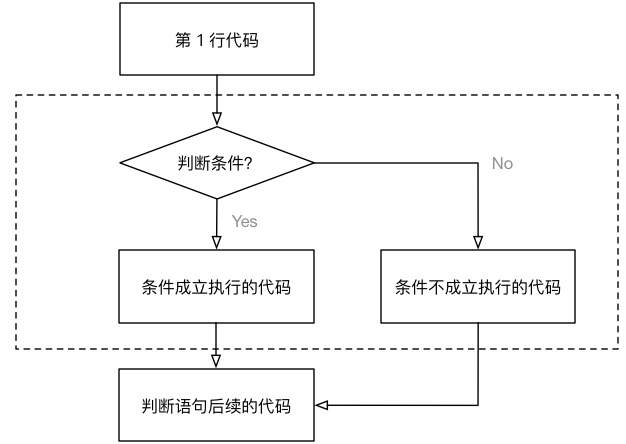 第 1 行代码
判断条件?
No
Yes
条件成立执行的代码
条件不成立执行的代码
判断语句后续的代码